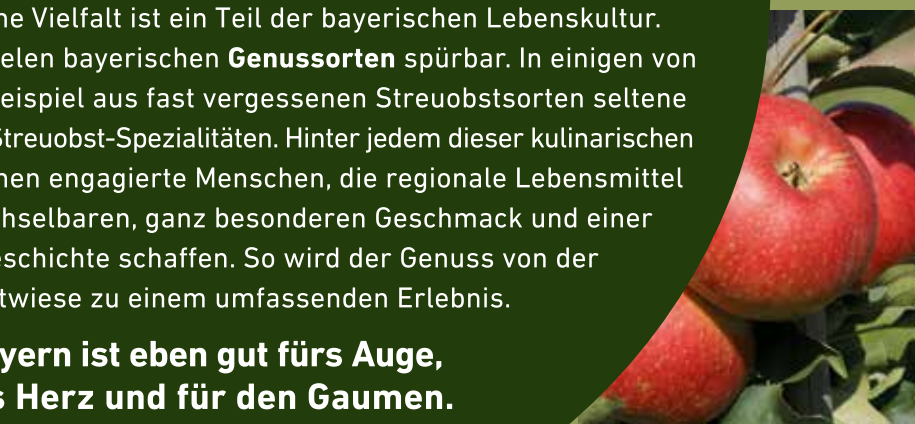 ne Vielfalt ist ein Teil der bayerischen Lebenskultur.
elen bayerischen Genussorten spürbar. In einigen von
eispiel aus fast vergessenen Streuobstsorten seltene
Streuobst-Spezialitäten. Hinter jedem dieser kulinarischen
nen engagierte Menschen, die regionale Lebensmittel
hselbaren, ganz besonderen Geschmack und einer
eschichte schaffen. So wird der Genuss von der
twiese zu einem umfassenden Erlebnis.
yern ist eben gut fürs Auge,
s Herz und für den Gaumen.